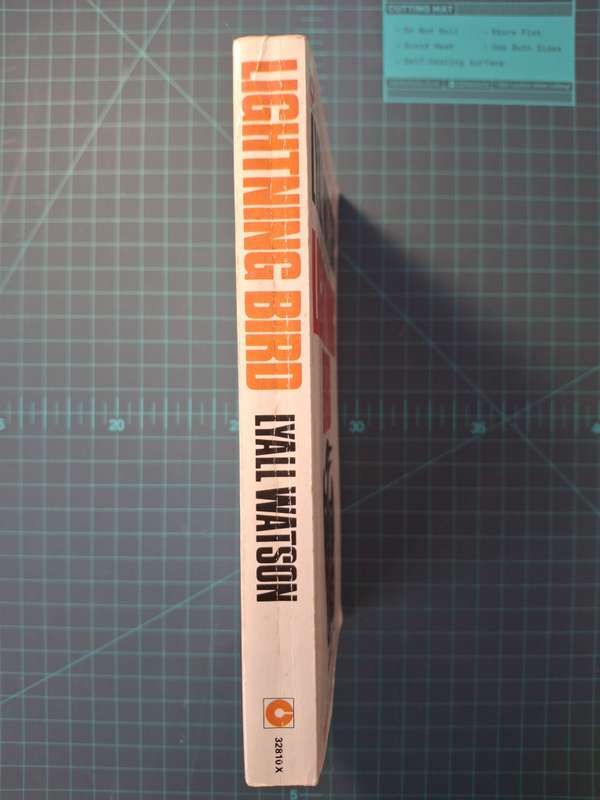 LIGHTNING BIRD
LYALL WATSON
32810 X
CUTTING MAT
· Do Not Roll
· Store Flat
· Avoid Heat
· Use Both Sides
· Self-healing surface
20
30
35
5